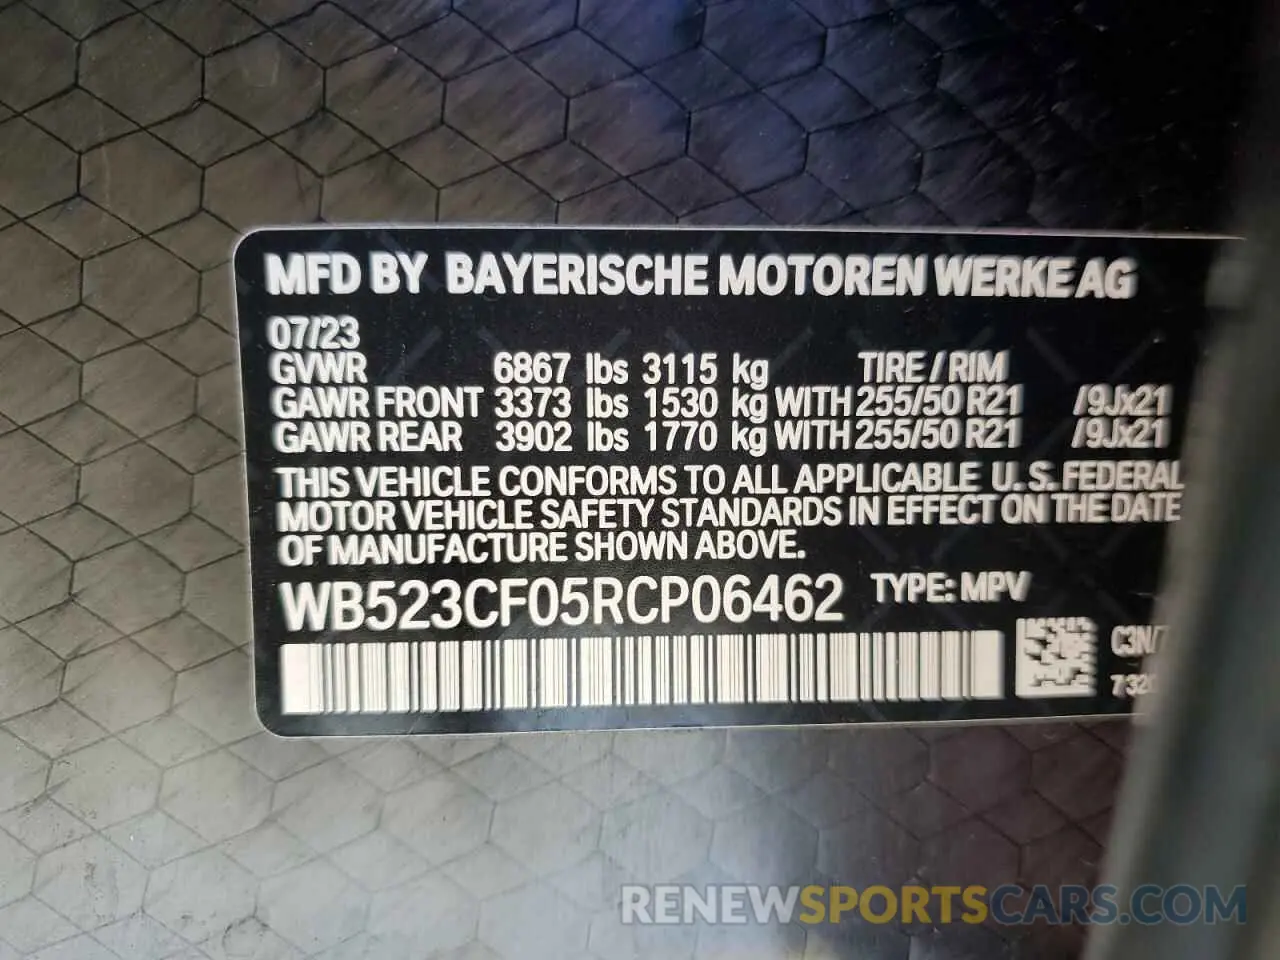 MFD BY BAYERISCHE MOTOREN WERKE AG
07/23
GVWR 6867 lbs 3115 kg TIRE / RIM
GAWR FRONT 3373 lbs 1530 kg WITH 255/50 R21 /9Jx21
GAWR REAR 3902 lbs 1770 kg WITH 255/50 R21 /9Jx21
THIS VEHICLE CONFORMS TO ALL APPLICABLE U.S. FEDERAL
MOTOR VEHICLE SAFETY STANDARDS IN EFFECT ON THE DATE
OF MANUFACTURE SHOWN ABOVE.
WB523CF05RCP06462 TYPE: MPV
C3N/
RENEWSPORTSCARS.COM